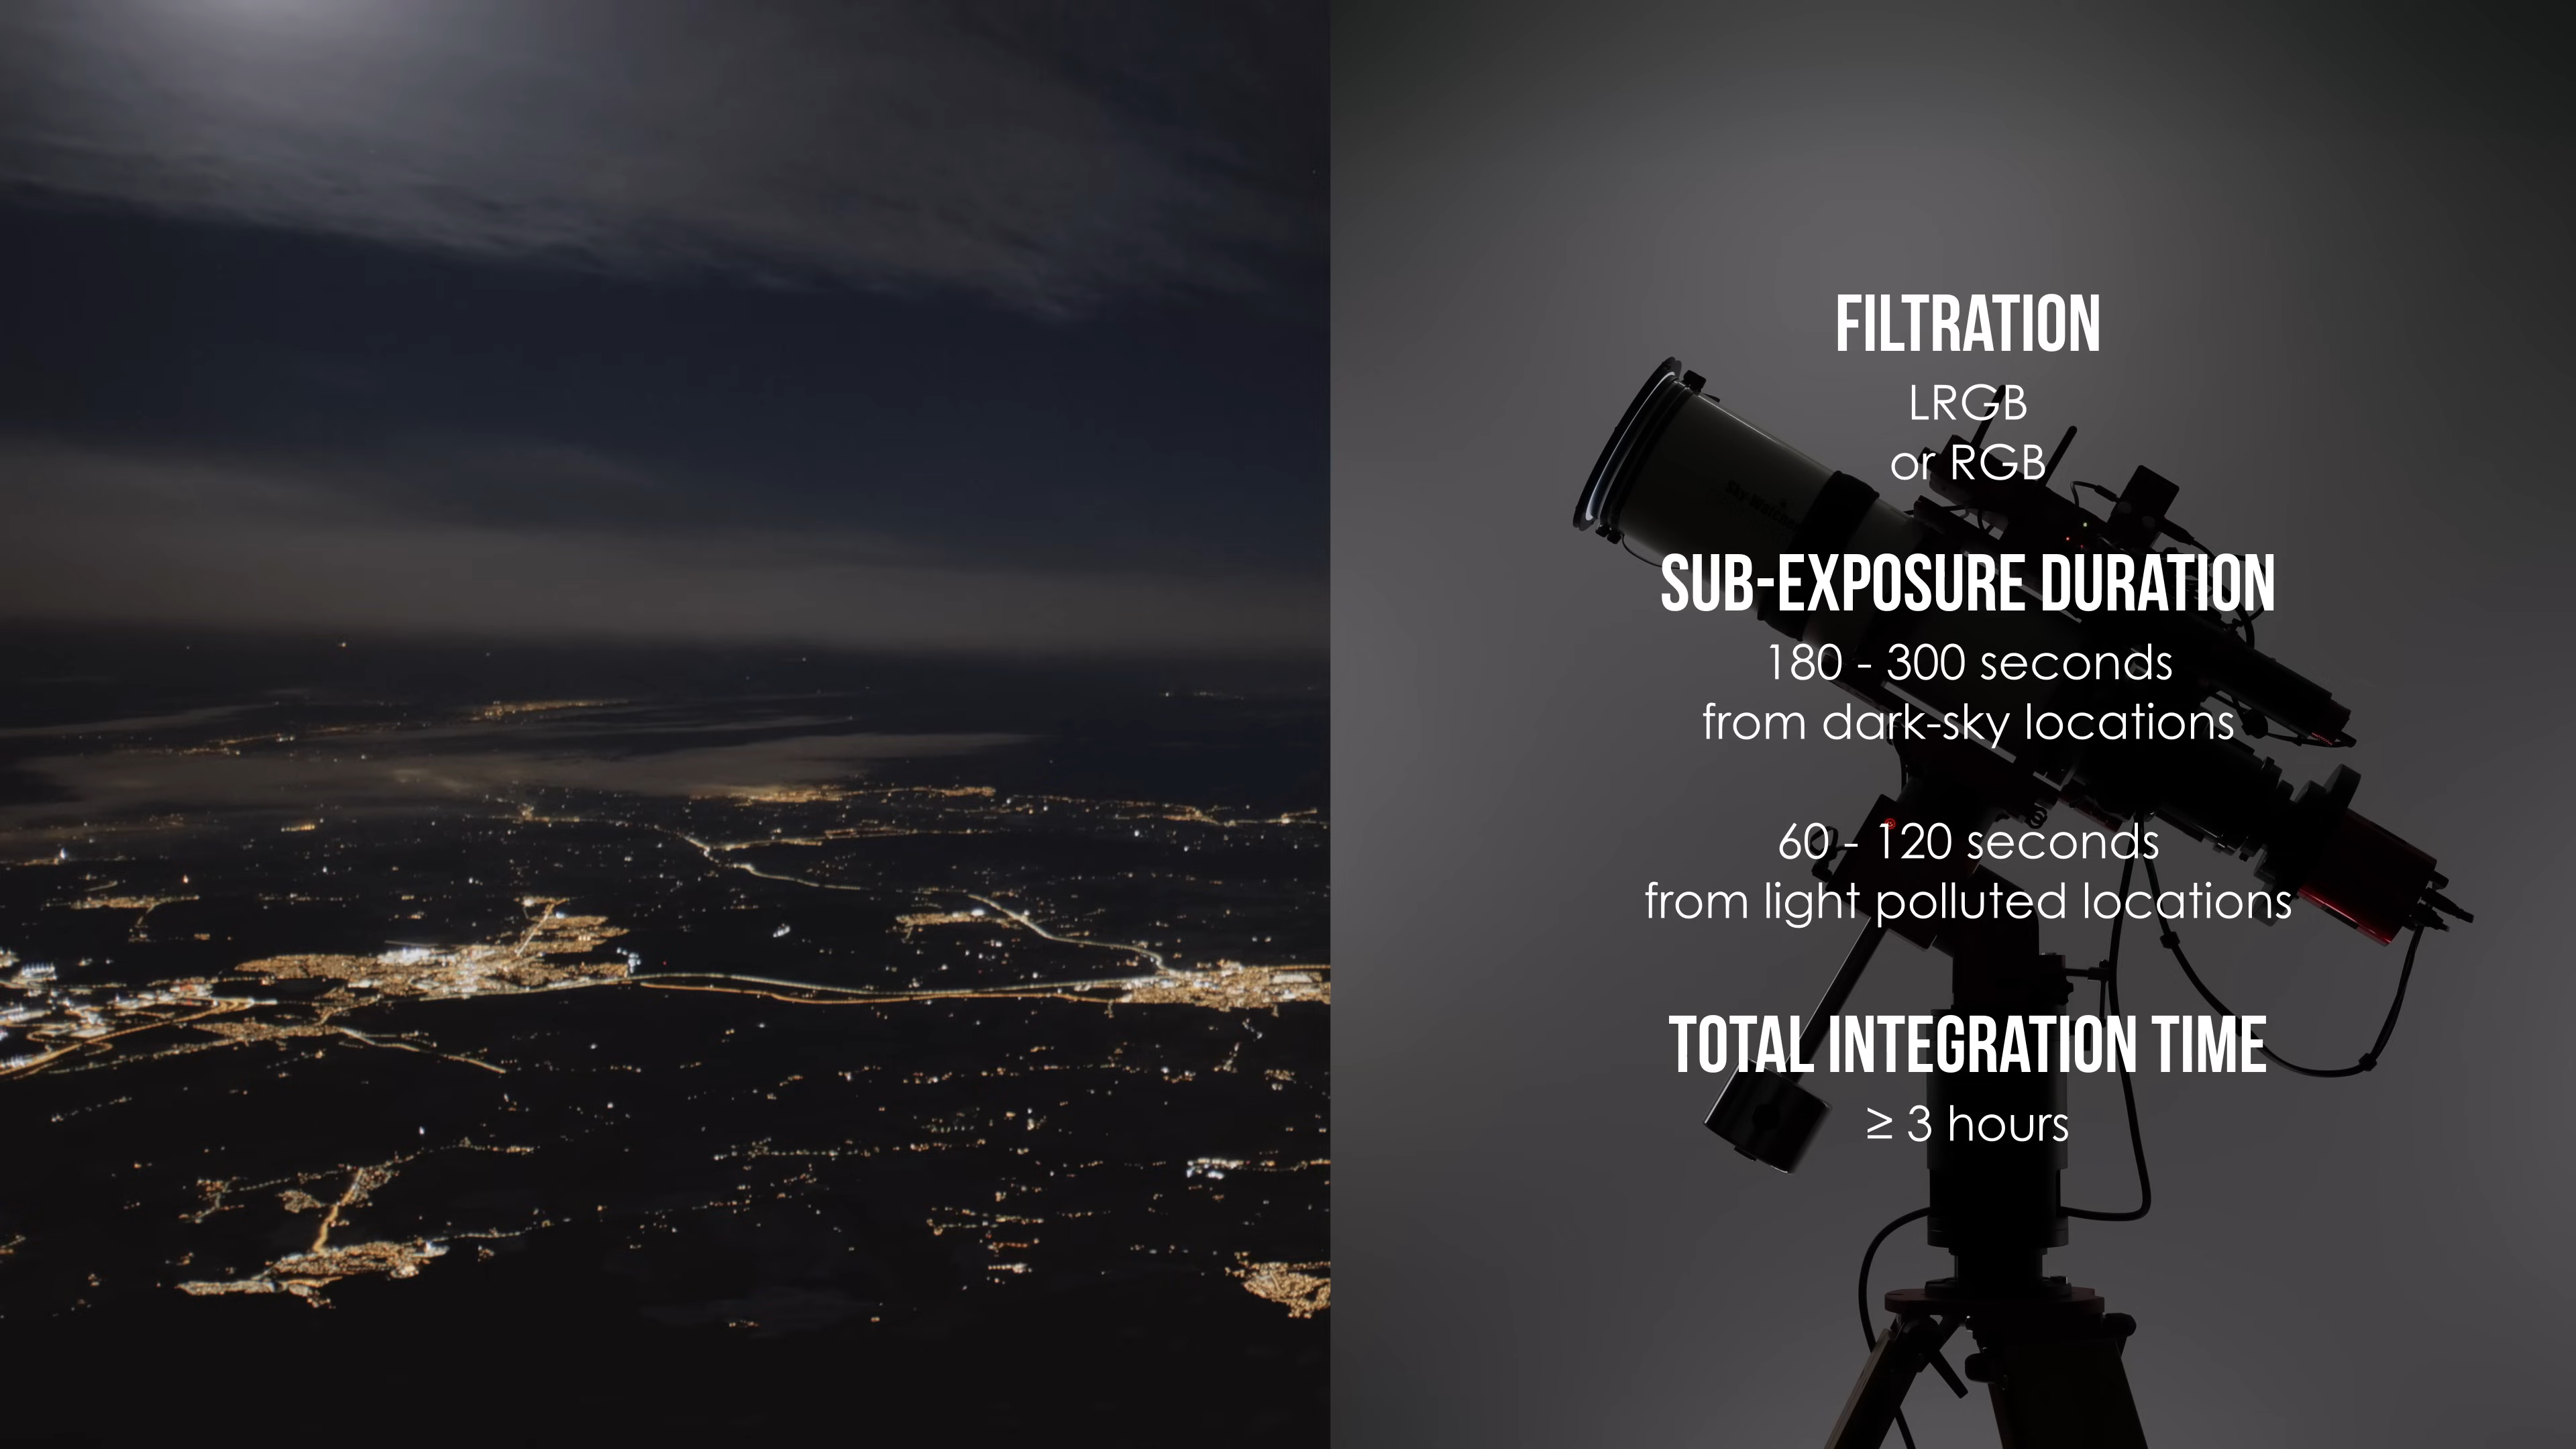 FILTRATION
LRGB
or RGB
SUB-EXPOSURE DURATION
180 - 300 seconds
from dark-sky locations
60 - 120 seconds
from light polluted locations
TOTAL INTEGRATION TIME
≥ 3 hours